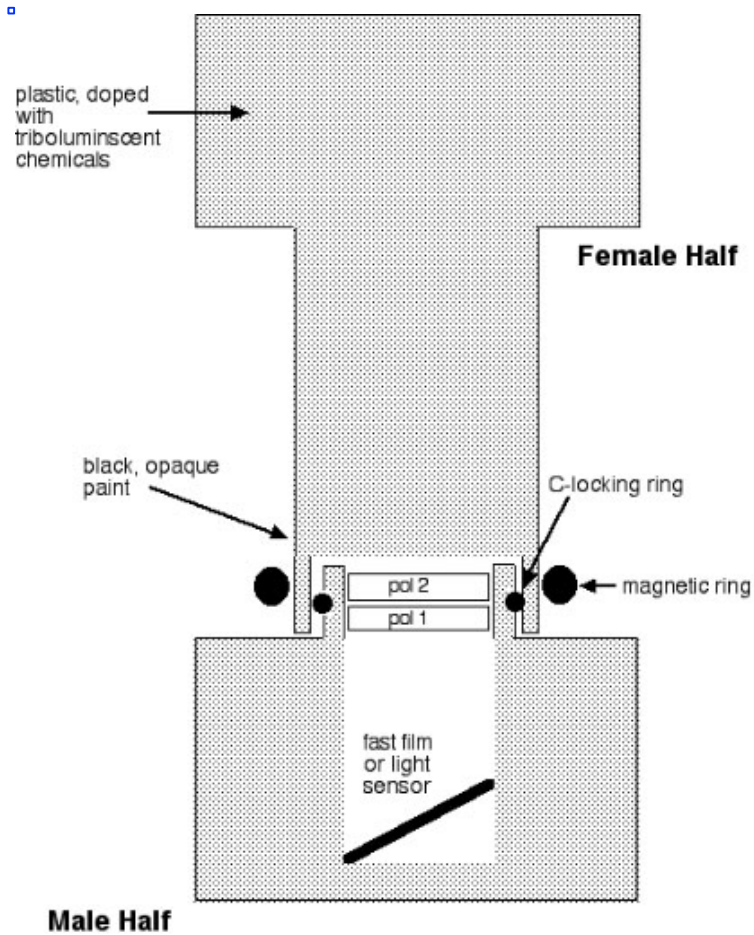 plastic, doped
with
triboluminscent
chemicals
Female Half
black, opaque
paint
C-locking ring
magnetic ring
pol 2
pol 1
fast film
or light
sensor
Male Half